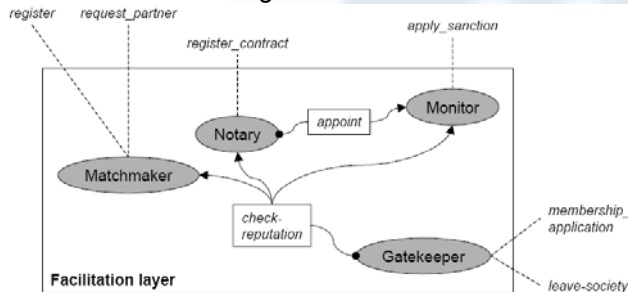 register
request_partner
apply_sanction
register_contract
Monitor
appoint
Notary
Matchmaker
check-
reputation
membership_
application
Gatekeeper
Facilitation layer
leave-society